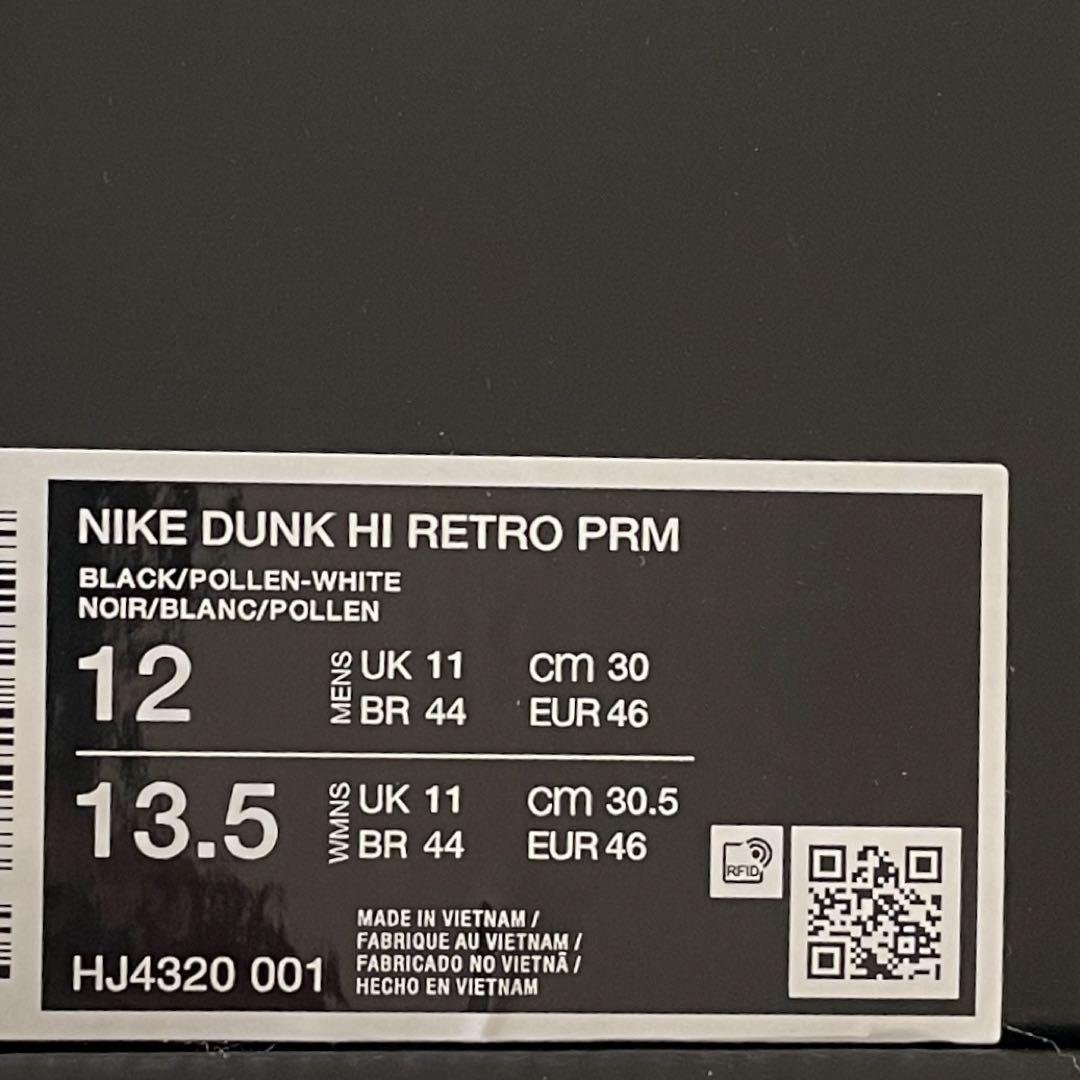 NIKE DUNK HI RETRO PRM
BLACK/POLLEN-WHITE
NOIR/BLANC/POLLEN
12 MENS UK 11 cm 30
BR 44 EUR 46
13.5 WMNS UK 11 cm 30.5
BR 44 EUR 46
RFID
MADE IN VIETNAM /
FABRIQUE AU VIETNAM /
FABRICADO NO VIETNÃ /
HECHO EN VIETNAM
HJ4320 001